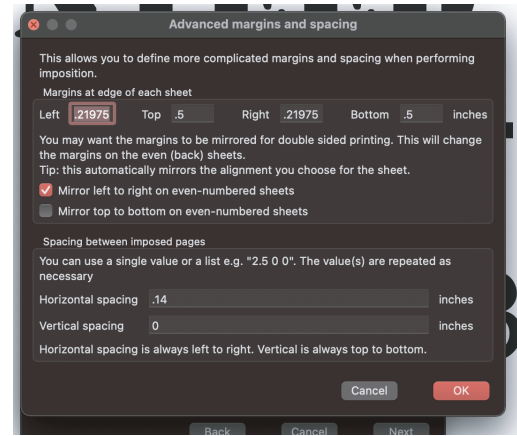 Advanced margins and spacing
This allows you to define more complicated margins and spacing when performing
imposition.
Margins at edge of each sheet
Left .21975 Top .5 Right .21975 Bottom .5 inches
You may want the margins to be mirrored for double sided printing. This will change
the margins on the even (back) sheets.
Tip: this automatically mirrors the alignment you choose for the sheet.
Mirror left to right on even-numbered sheets
Mirror top to bottom on even-numbered sheets
Spacing between imposed pages
You can use a single value or a list e.g. "2.5 0 0". The value(s) are repeated as
necessary
Horizontal spacing .14 inches
Vertical spacing 0 inches
Horizontal spacing is always left to right. Vertical is always top to bottom.
Cancel OK
Back Cancel Next